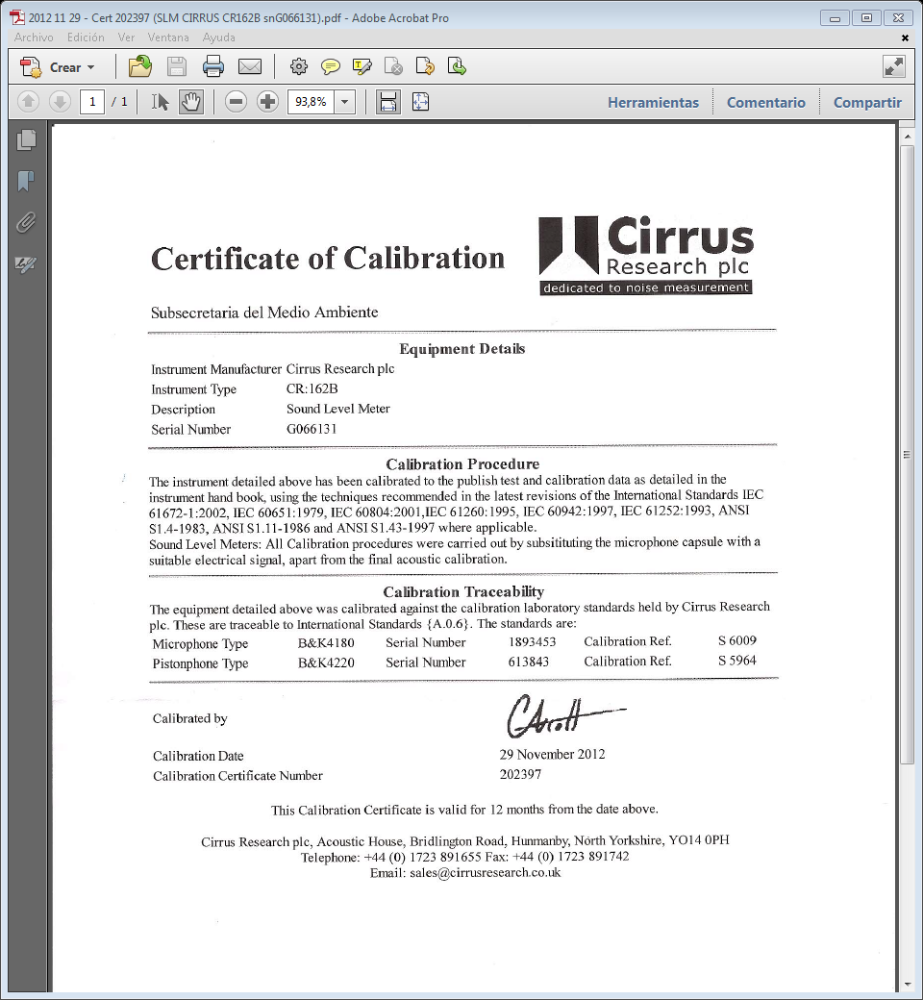 2012 11 29 - Cert 202397 (SLM CIRRUS CR162B snG066131).pdf - Adobe Acrobat Pro
Archivo Edición Ver Ventana Ayuda
Crear
1 / 1 93,8% Herramientas Comentario Compartir
Certificate of Calibration
Cirrus
Research plc
dedicated to noise measurement
Subsecretaria del Medio Ambiente
Equipment Details
Instrument Manufacturer Cirrus Research plc
Instrument Type CR:162B
Description Sound Level Meter
Serial Number G066131
Calibration Procedure
The instrument detailed above has been calibrated to the publish test and calibration data as detailed in the
instrument hand book, using the techniques recommended in the latest revisions of the International Standards IEC
61672-1:2002, IEC 60651:1979, IEC 60804:2001,IEC 61260:1995, IEC 60942:1997, IEC 61252:1993, ANSI
S1.4-1983, ANSI S1.11-1986 and ANSI S1.43-1997 where applicable.
Sound Level Meters: All Calibration procedures were carried out by subsitituting the microphone capsule with a
suitable electrical signal, apart from the final acoustic calibration.
Calibration Traceability
The equipment detailed above was calibrated against the calibration laboratory standards held by Cirrus Research
plc. These are traceable to International Standards {A.0.6}. The standards are:
Microphone Type B&K4180 Serial Number 1893453 Calibration Ref. S 6009
Pistonphone Type B&K4220 Serial Number 613843 Calibration Ref. S 5964
Calibrated by
Calibration Date 29 November 2012
Calibration Certificate Number 202397
This Calibration Certificate is valid for 12 months from the date above.
Cirrus Research plc, Acoustic House, Bridlington Road, Hunmanby, North Yorkshire, YO14 0PH
Telephone: +44 (0) 1723 891655 Fax: +44 (0) 1723 891742
Email: sales@cirrusresearch.co.uk